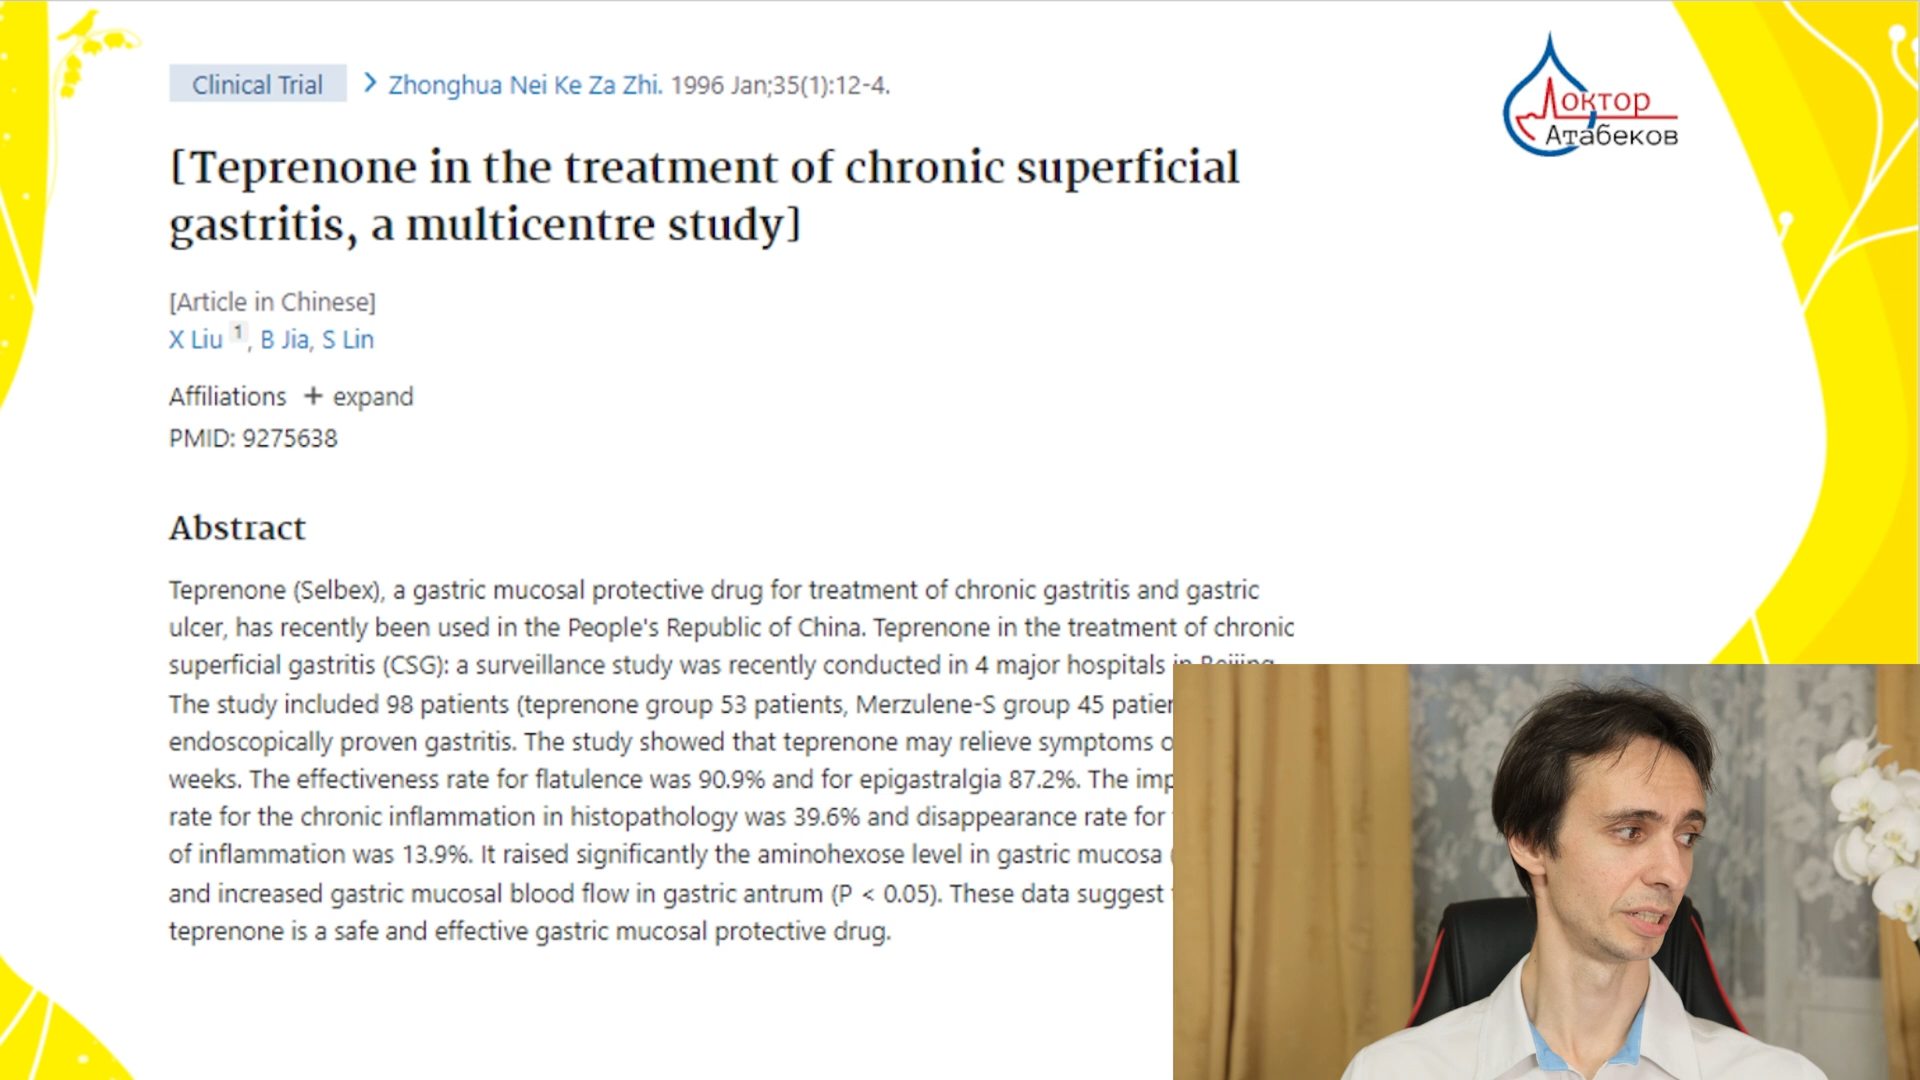 Clinical Trial > Zhonghua Nei Ke Za Zhi. 1996 Jan;35(1):12-4.
Доктор
Атабеков
[Teprenone in the treatment of chronic superficial
gastritis, a multicentre study]
[Article in Chinese]
X Liu 1, B Jia, S Lin
Affiliations + expand
PMID: 9275638
Abstract
Teprenone (Selbex), a gastric mucosal protective drug for treatment of chronic gastritis and gastric
ulcer, has recently been used in the People's Republic of China. Teprenone in the treatment of chronic
superficial gastritis (CSG): a surveillance study was recently conducted in 4 major hospitals in Beijing.
The study included 98 patients (teprenone group 53 patients, Merzulene-S group 45
endoscopically proven gastritis. The study showed that teprenone may relieve symptoms
weeks. The effectiveness rate for flatulence was 90.9% and for epigastralgia 87.2%. The
rate for the chronic inflammation in histopathology was 39.6% and disappearance rate for
of inflammation was 13.9%. It raised significantly the aminohexose level in gastric mucosa
and increased gastric mucosal blood flow in gastric antrum (P < 0.05). These data suggest
teprenone is a safe and effective gastric mucosal protective drug.